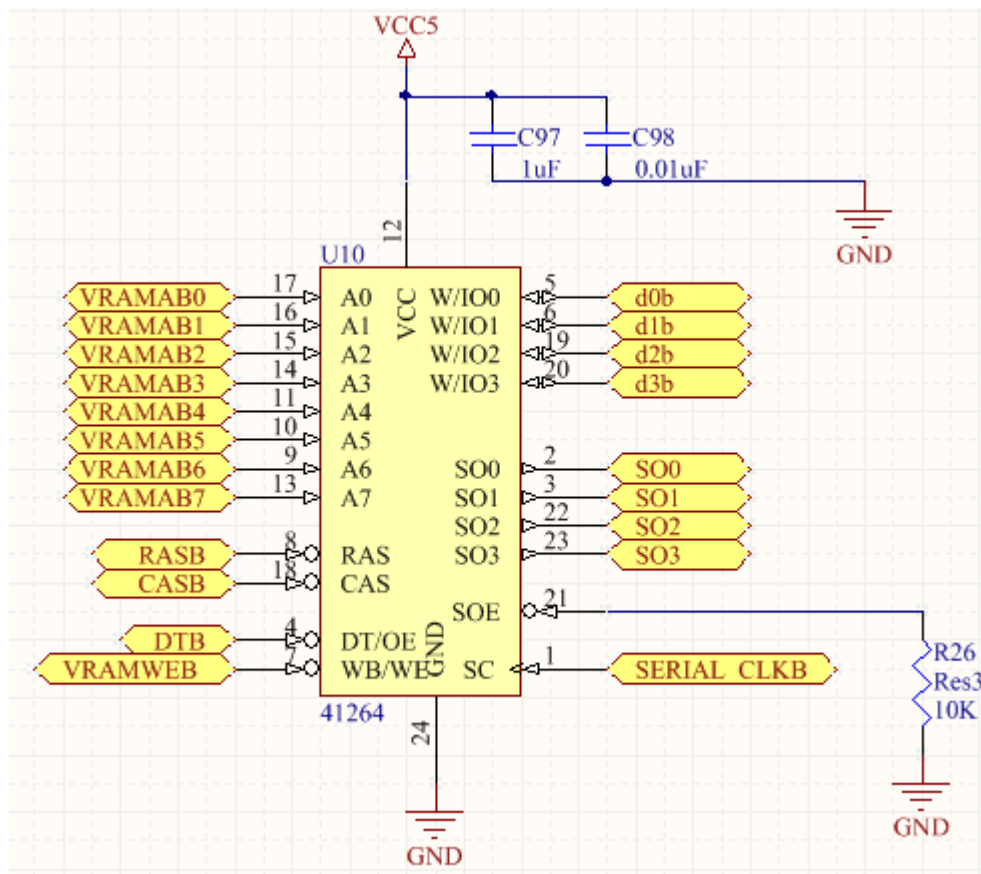 VCC5
C97
C98
1uF
0.01uF
GND
12
U10
VRAMAB0 17 A0 VCC W/IO0 5 d0b
VRAMAB1 16 A1 W/IO1 6 d1b
VRAMAB2 15 A2 W/IO2 19 d2b
VRAMAB3 14 A3 W/IO3 20 d3b
VRAMAB4 11 A4
VRAMAB5 10 A5
VRAMAB6 9 A6 SO0 2 SO0
VRAMAB7 13 A7 SO1 3 SO1
SO2 22 SO2
RASB 8 RAS SO3 23 SO3
CASB 18 CAS
SOE 21
DTB 4 DT/OE GND
VRAMWEB 7 WB/WE SC 1 SERIAL CLKB
R26
Res3
10K
41264
24
GND
GND